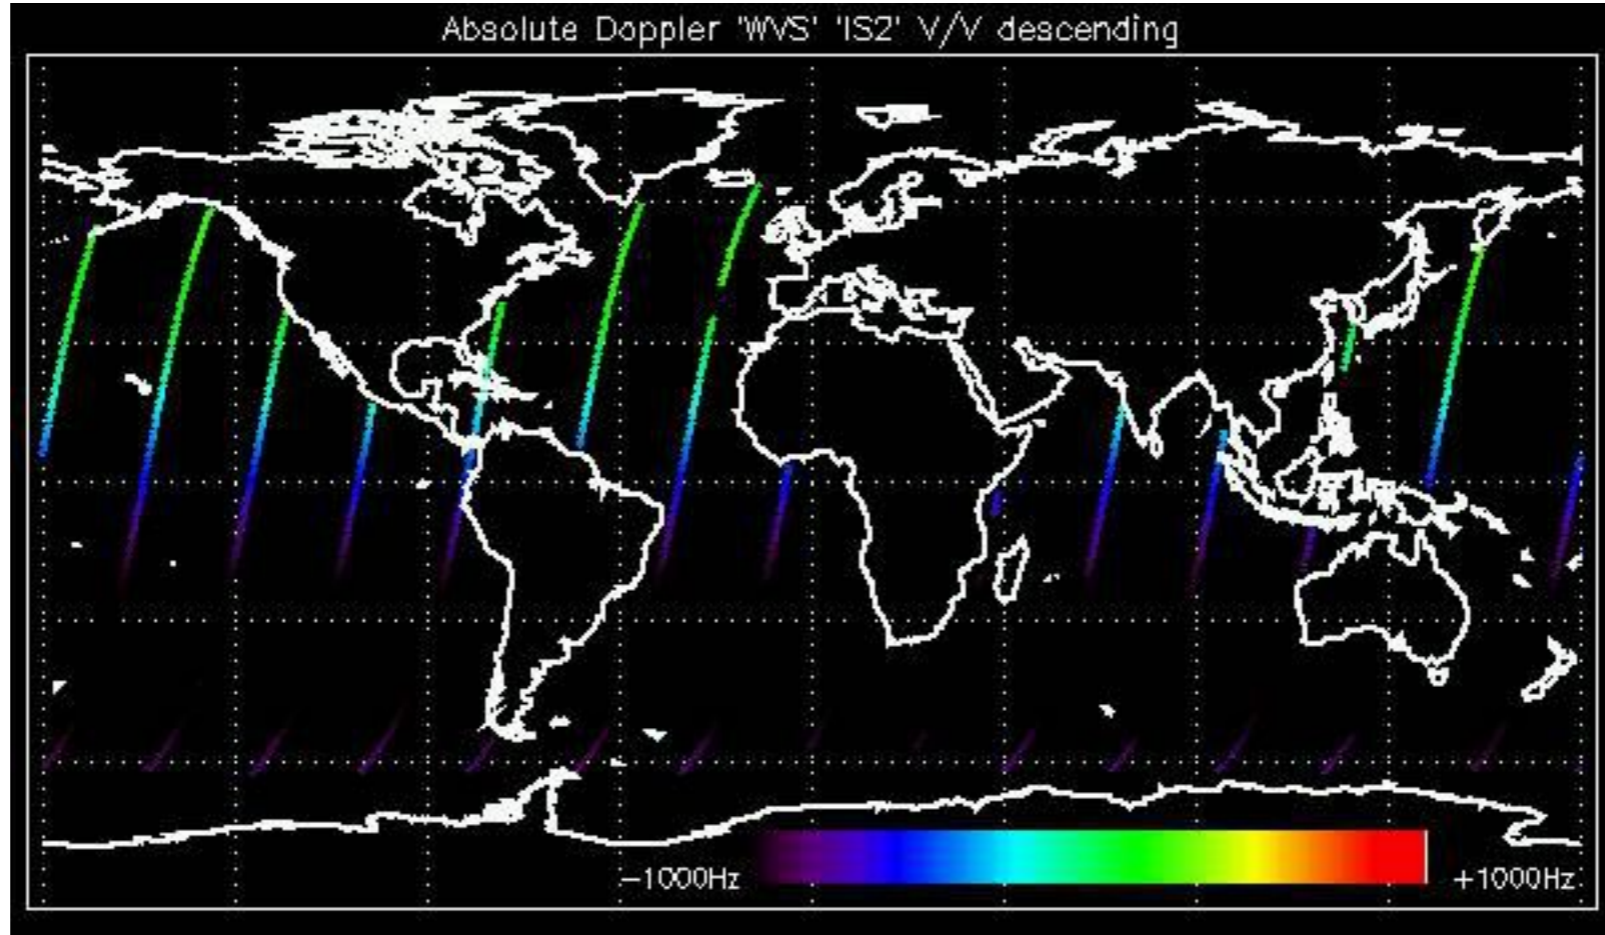 Absolute Doppler 'WVS' 'IS2' V/V descending
-1000Hz
+1000Hz